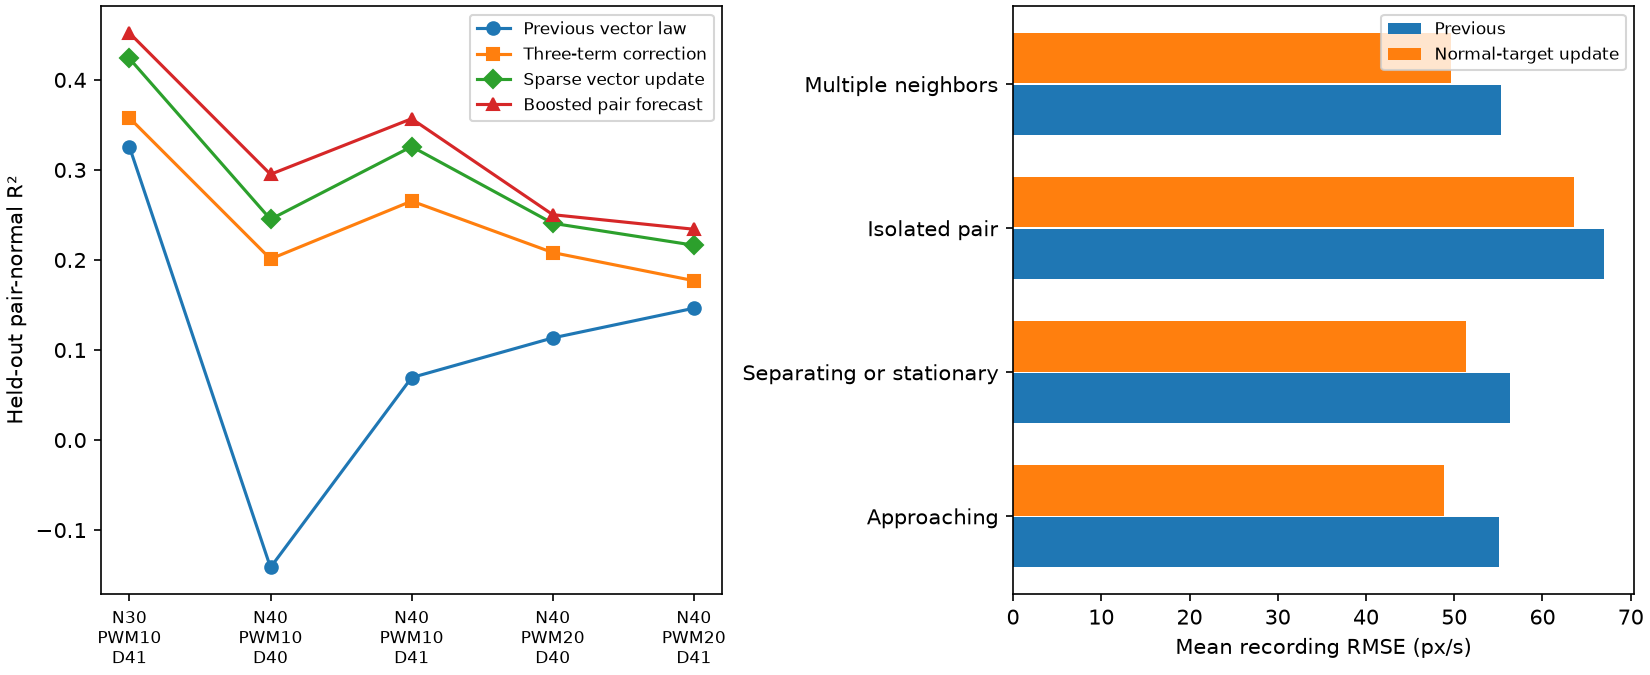 Held-out pair-normal R²
0.4
0.3
0.2
0.1
0.0
−0.1
Previous vector law
Three-term correction
Sparse vector update
Boosted pair forecast
N30
PWM10
D41
N40
PWM10
D40
N40
PWM10
D41
N40
PWM20
D40
N40
PWM20
D41
Previous
Normal-target update
Multiple neighbors
Isolated pair
Separating or stationary
Approaching
0 10 20 30 40 50 60 70
Mean recording RMSE (px/s)